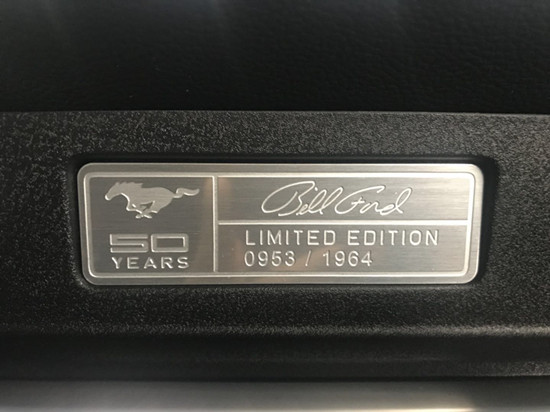 50
YEARS
Bill Ford
LIMITED EDITION
0953 / 1964